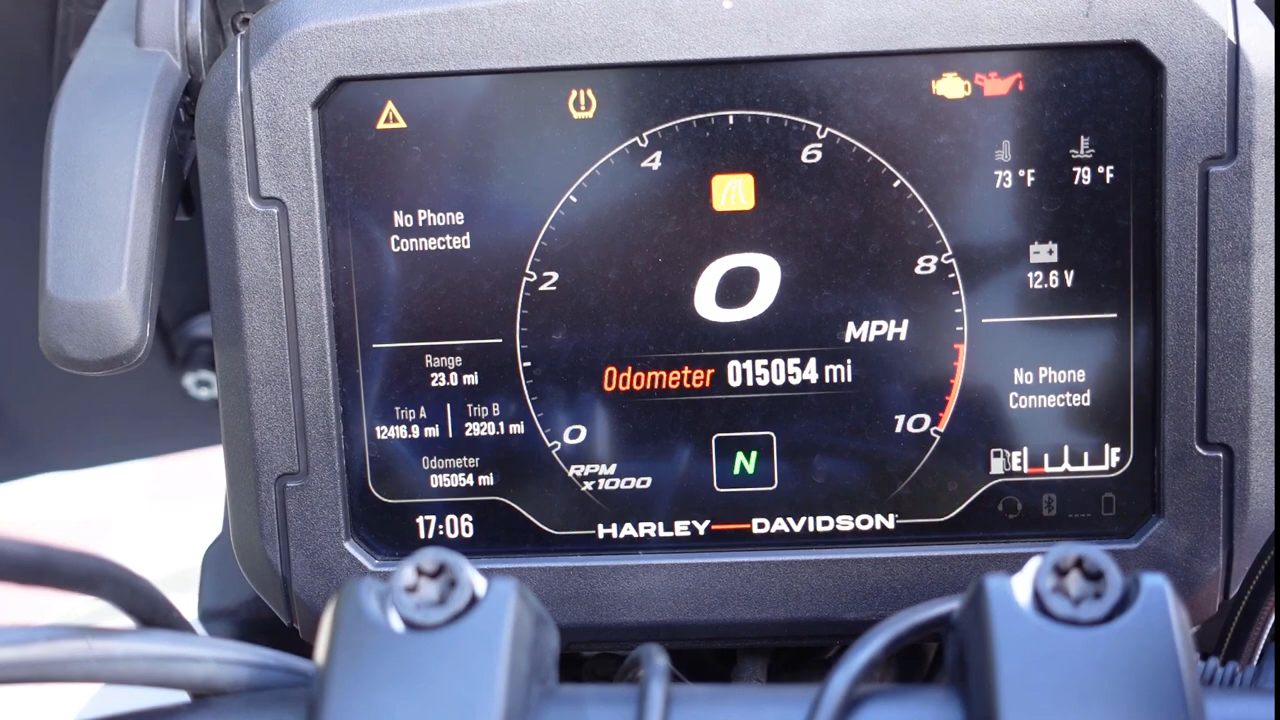 No Phone
Connected
Range
23.0 mi
Trip A
12416.9 mi
Trip B
2920.1 mi
Odometer
015054 mi
17:06
0
2
4
6
8
10
RPM
x1000
0
MPH
Odometer 015054 mi
N
HARLEY DAVIDSON
73 °F
79 °F
12.6 V
No Phone
Connected
E F